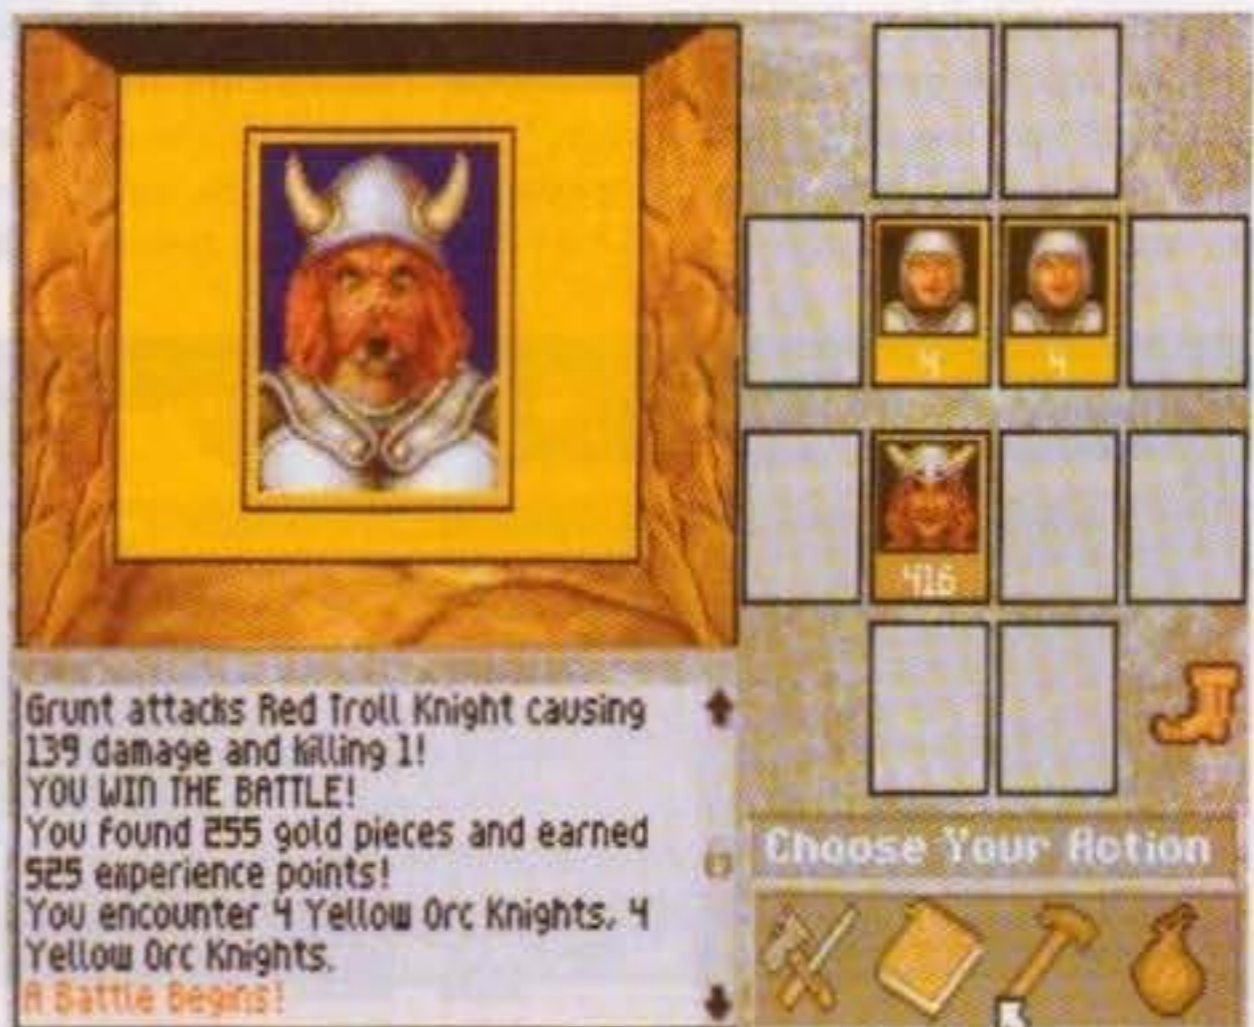 4 4
416
Grunt attacks Red Troll Knight causing
139 damage and killing 1!
YOU WIN THE BATTLE!
You found 255 gold pieces and earned
525 experience points!
You encounter 4 Yellow Orc Knights, 4
Yellow Orc Knights.
A Battle Begins!
Choose Your Action